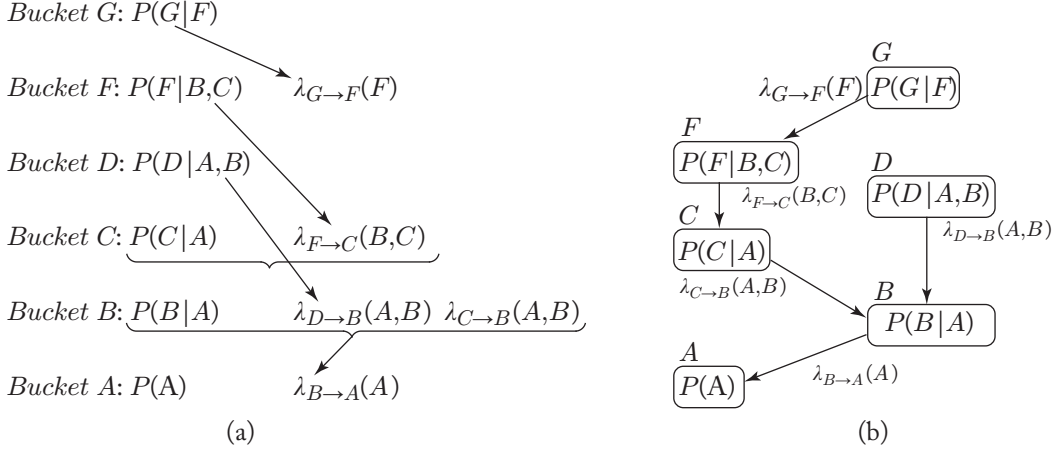 Bucket G: P(G|F)
Bucket F: P(F|B,C) λG→F(F)
Bucket D: P(D|A,B)
Bucket C: P(C|A) λF→C(B,C)
Bucket B: P(B|A) λD→B(A,B) λC→B(A,B)
Bucket A: P(A) λB→A(A)
(a)
G
λG→F(F) P(G|F)
F
P(F|B,C)
D
λF→C(B,C) P(D|A,B)
C
λD→B(A,B)
P(C|A)
λC→B(A,B)
B
P(B|A)
A
λB→A(A)
P(A)
(b)